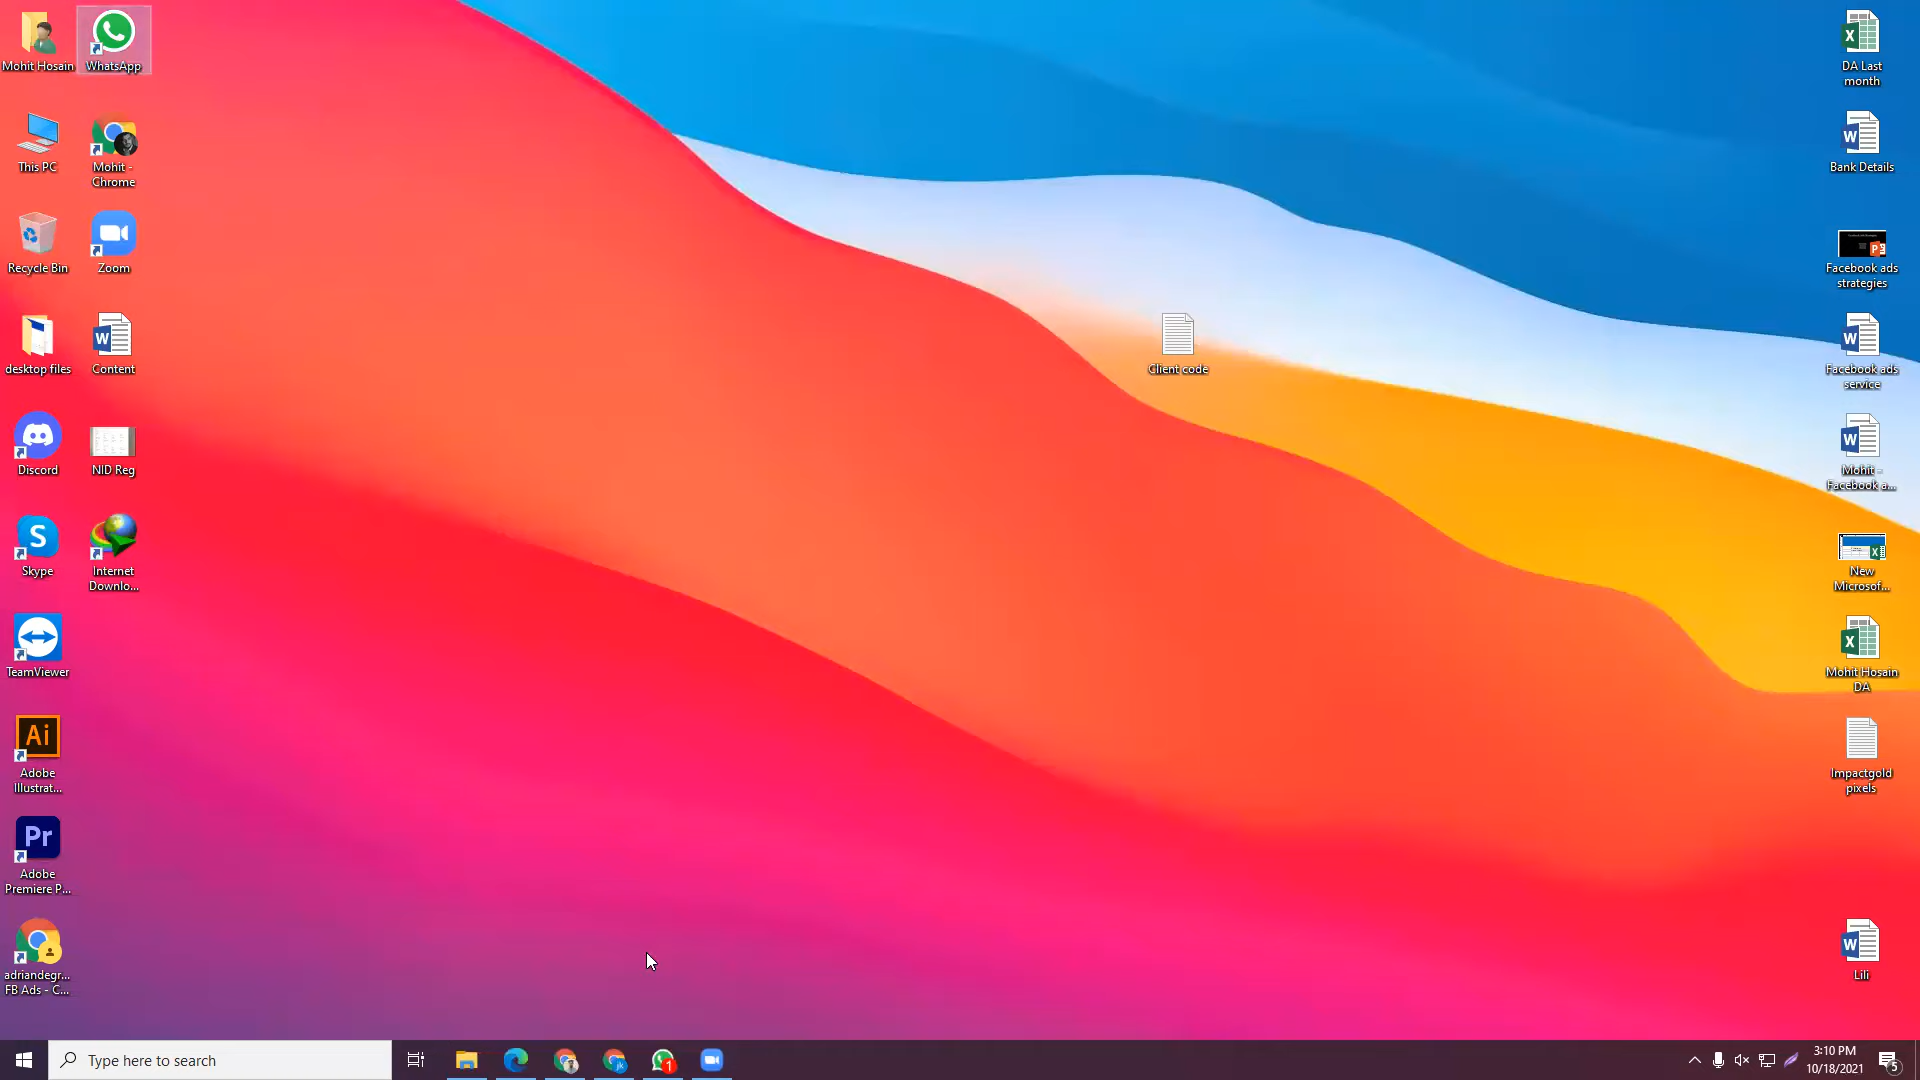 Mohit Hosain
WhatsApp
This PC
Mohit -
Chrome
Recycle Bin
Zoom
desktop files
Content
Discord
NID Reg
Skype
Internet
Downlo...
TeamViewer
Adobe
Illustrat...
Adobe
Premiere P...
adriandegr...
FB Ads - C...
Client code
DA Last
month
Bank Details
Facebook ads
strategies
Facebook ads
service
Mohit -
Facebook a...
New
Microsof...
Mohit Hosain
DA
Impactgold
pixels
Lili
Type here to search
3:10 PM
10/18/2021
S
Ai
Pr
W
X
P
jk
1
5